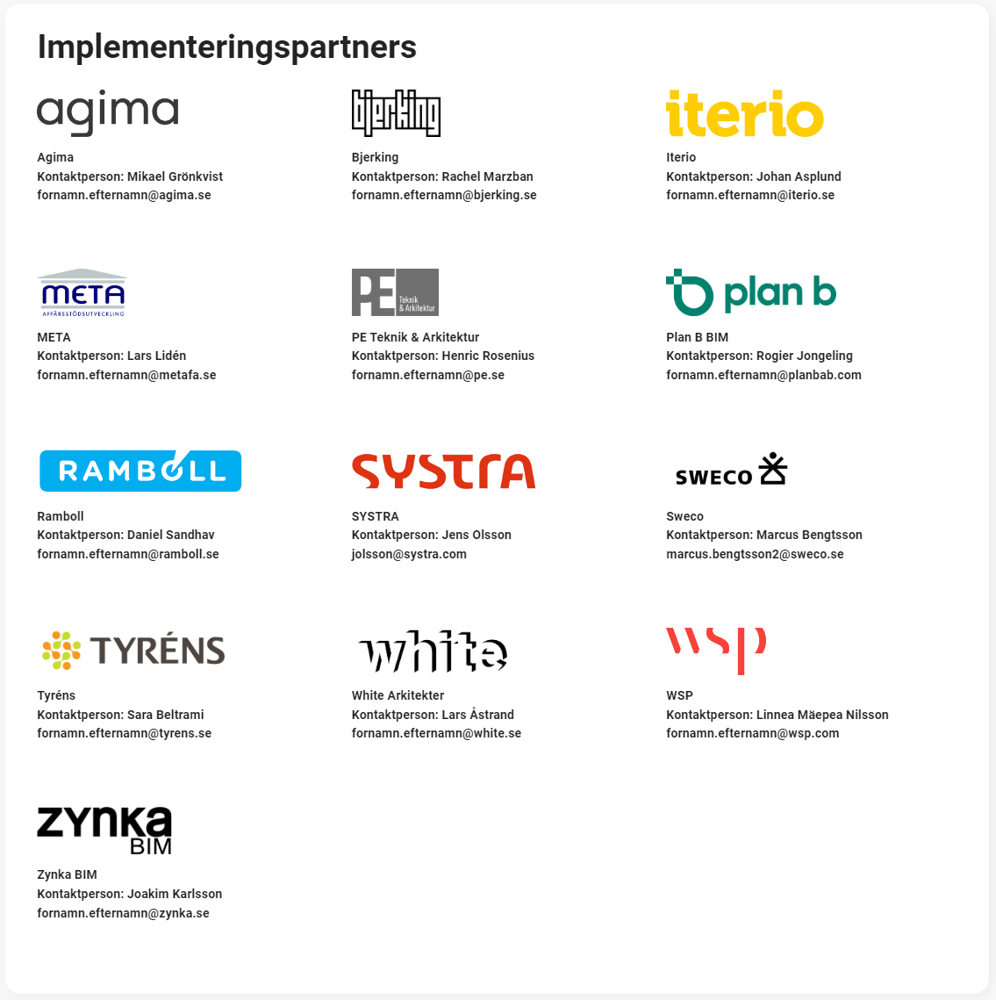 Implementeringspartners
agima
Agima
Kontaktperson: Mikael Grönkvist
fornamn.efternamn@agima.se
bjerking
Bjerking
Kontaktperson: Rachel Marzban
fornamn.efternamn@bjerking.se
iterio
Iterio
Kontaktperson: Johan Asplund
fornamn.efternamn@iterio.se
META
AFFÄRSSTÖDSUTVECKLING
META
Kontaktperson: Lars Lidén
fornamn.efternamn@metafa.se
PE
Teknik
& Arkitektur
PE Teknik & Arkitektur
Kontaktperson: Henric Rosenius
fornamn.efternamn@pe.se
plan b
Plan B BIM
Kontaktperson: Rogier Jongeling
fornamn.efternamn@planbab.com
RAMBOLL
Ramboll
Kontaktperson: Daniel Sandhav
fornamn.efternamn@ramboll.se
SYSTRA
SYSTRA
Kontaktperson: Jens Olsson
jolsson@systra.com
SWECO
Sweco
Kontaktperson: Marcus Bengtsson
marcus.bengtsson2@sweco.se
TYRÉNS
Tyréns
Kontaktperson: Sara Beltrami
fornamn.efternamn@tyrens.se
white
White Arkitekter
Kontaktperson: Lars Åstrand
fornamn.efternamn@white.se
wsp
WSP
Kontaktperson: Linnea Mäepea Nilsson
fornamn.efternamn@wsp.com
ZYNKA
BIM
Zynka BIM
Kontaktperson: Joakim Karlsson
fornamn.efternamn@zynka.se